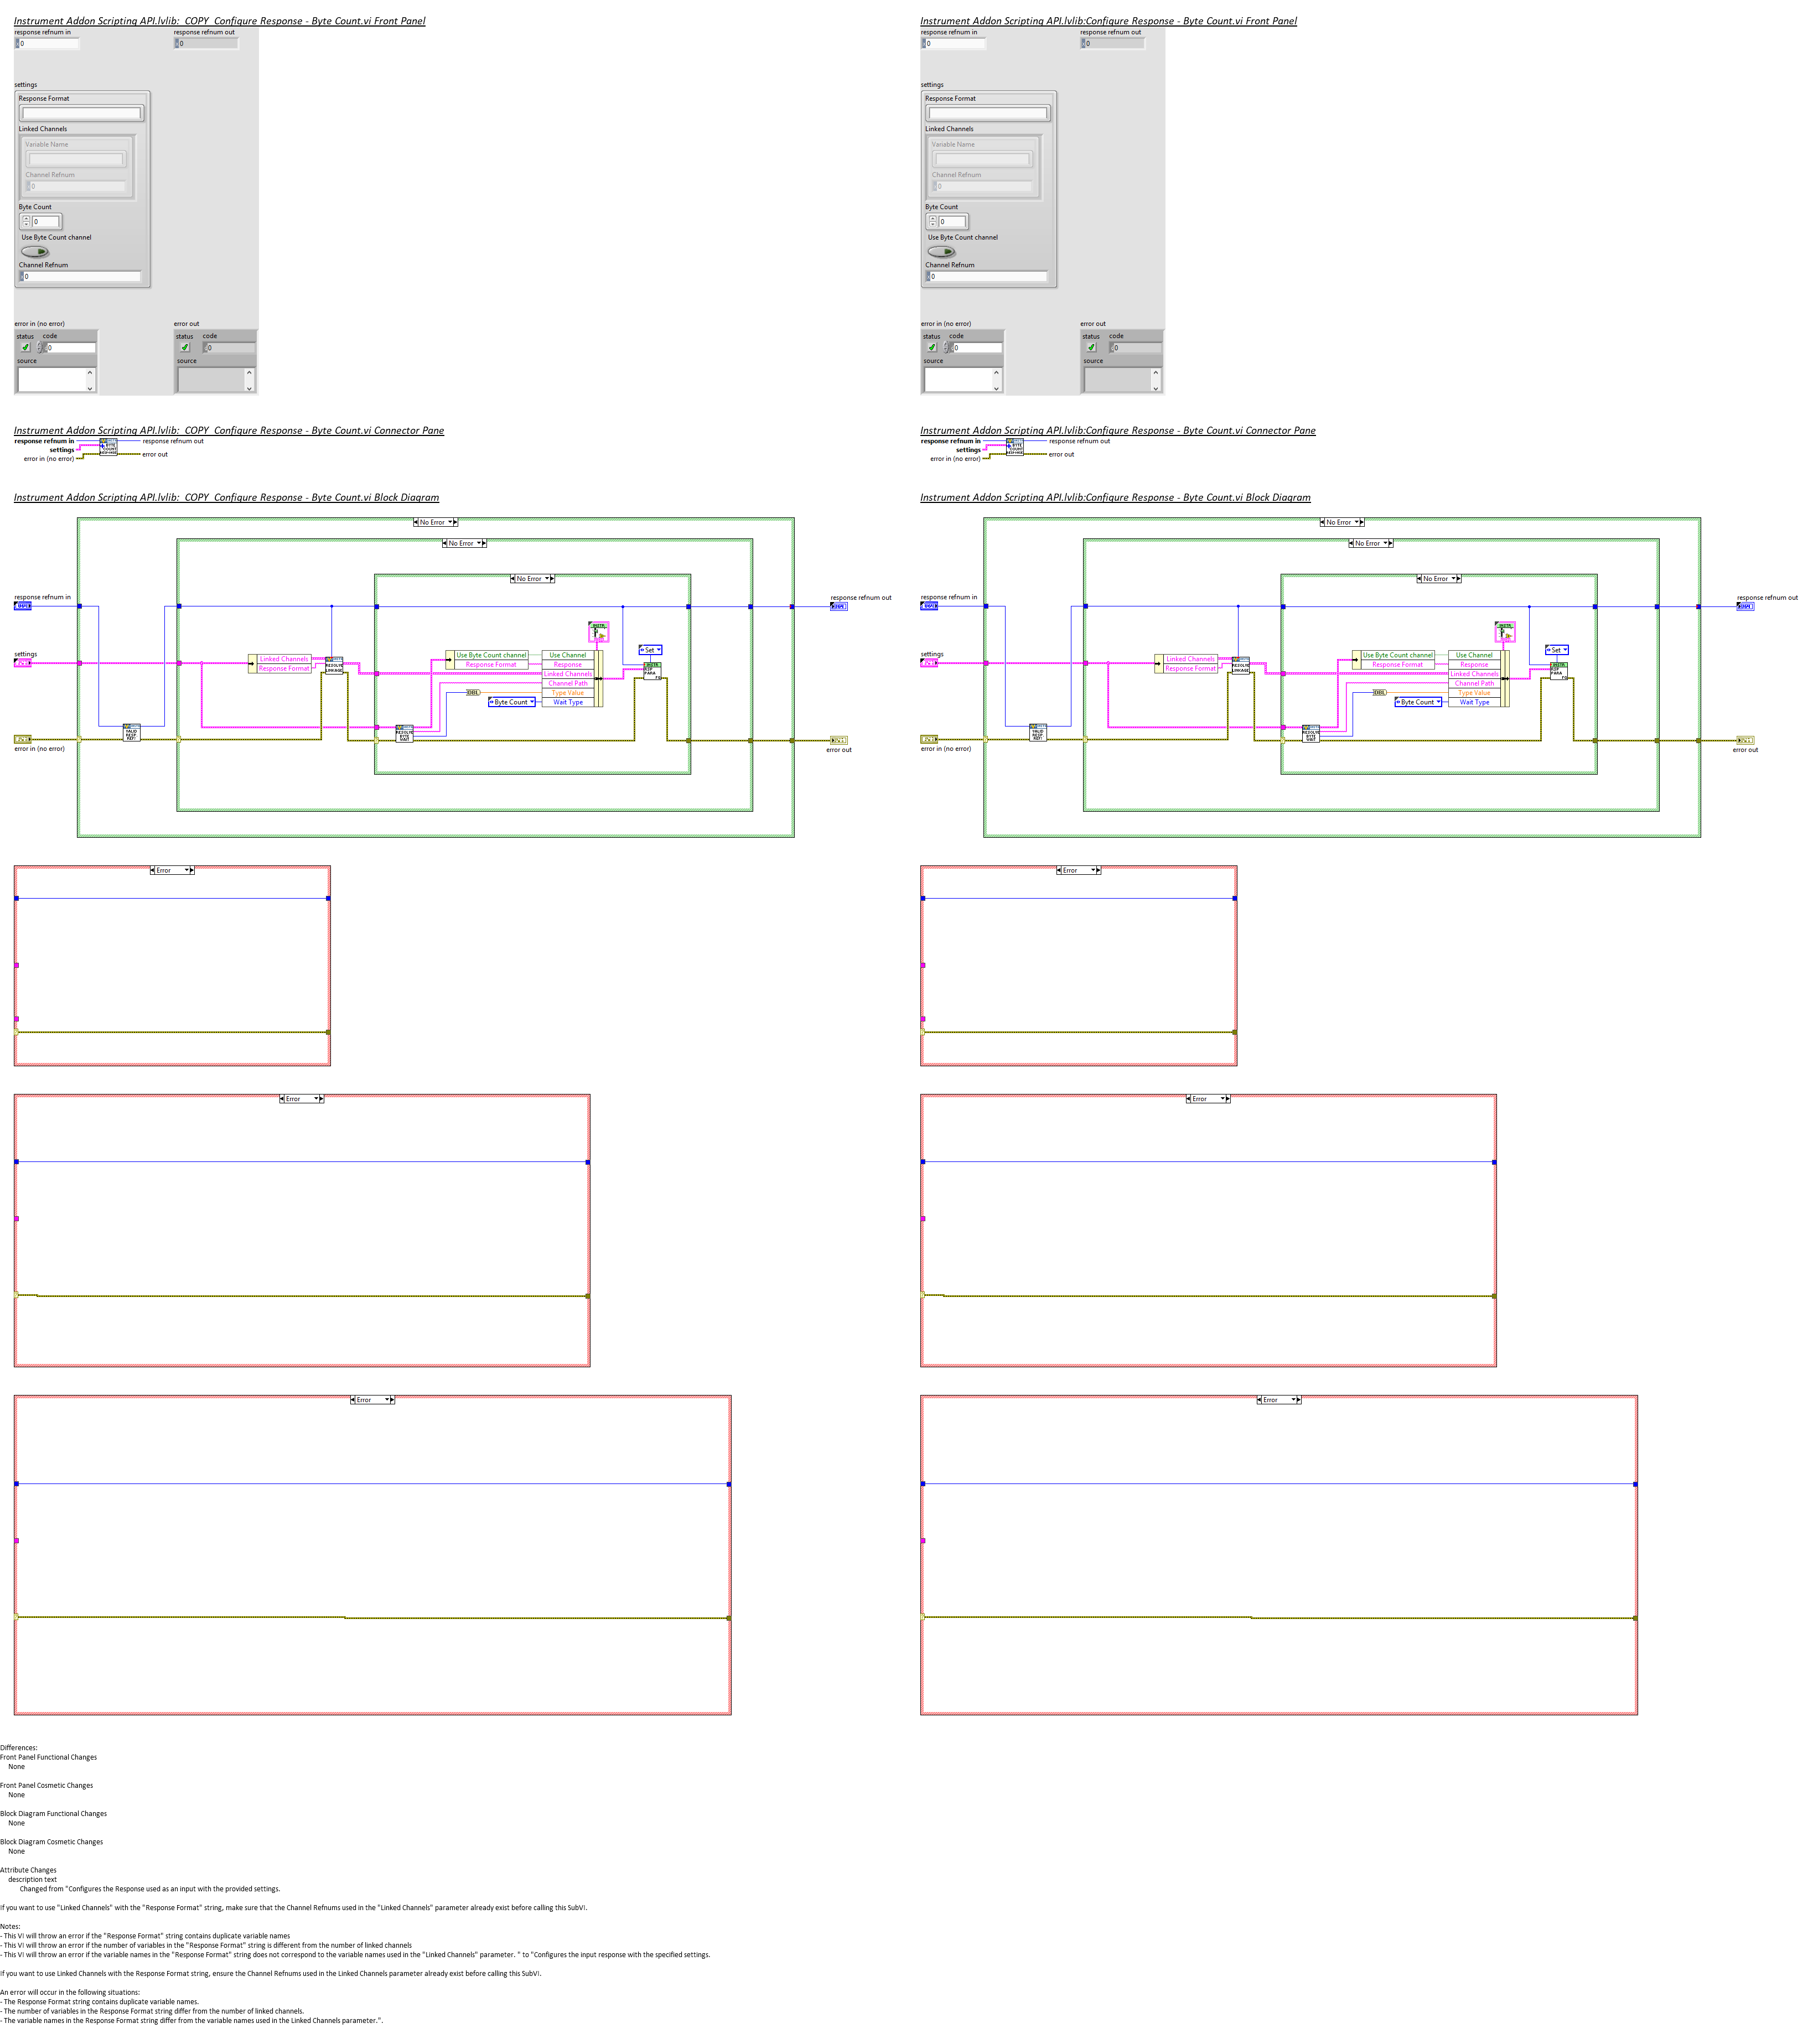 Instrument Addon Scripting API.lvlib:_COPY_Configure Response - Byte Count.vi Front Panel
response refnum in
response refnum out
0
0
settings
Response Format
Linked Channels
Variable Name
Channel Refnum
0
Byte Count
0
Use Byte Count channel
Channel Refnum
0
error in (no error)
error out
status code
status code
0
0
source
source
Instrument Addon Scripting API.lvlib:Configure Response - Byte Count.vi Front Panel
response refnum in
response refnum out
0
0
settings
Response Format
Linked Channels
Variable Name
Channel Refnum
0
Byte Count
0
Use Byte Count channel
Channel Refnum
0
error in (no error)
error out
status code
status code
0
0
source
source
Instrument Addon Scripting API.lvlib:_COPY_Configure Response - Byte Count.vi Connector Pane
response refnum in
response refnum out
settings
error in (no error)
error out
Instrument Addon Scripting API.lvlib:Configure Response - Byte Count.vi Connector Pane
response refnum in
response refnum out
settings
error in (no error)
error out
Instrument Addon Scripting API.lvlib:_COPY_Configure Response - Byte Count.vi Block Diagram
No Error
No Error
No Error
response refnum in
response refnum out
settings
Linked Channels
Response Format
RESOLVE LINKAGE
Use Byte Count channel
Response Format
Use Channel
Response
Linked Channels
Channel Path
Type Value
Wait Type
DBL
Byte Count
Set
VALID RESP REF?
RESOLVE BYTE WAIT
error in (no error)
error out
Instrument Addon Scripting API.lvlib:Configure Response - Byte Count.vi Block Diagram
No Error
No Error
No Error
response refnum in
response refnum out
settings
Linked Channels
Response Format
RESOLVE LINKAGE
Use Byte Count channel
Response Format
Use Channel
Response
Linked Channels
Channel Path
Type Value
Wait Type
DBL
Byte Count
Set
VALID RESP REF?
RESOLVE BYTE WAIT
error in (no error)
error out
Error
Error
Error
Error
Error
Error
Differences:
Front Panel Functional Changes
None
Front Panel Cosmetic Changes
None
Block Diagram Functional Changes
None
Block Diagram Cosmetic Changes
None
Attribute Changes
description text
Changed from "Configures the Response used as an input with the provided settings.
If you want to use "Linked Channels" with the "Response Format" string, make sure that the Channel Refnums used in the "Linked Channels" parameter already exist before calling this SubVI.
Notes:
- This VI will throw an error if the "Response Format" string contains duplicate variable names
- This VI will throw an error if the number of variables in the "Response Format" string is different from the number of linked channels
- This VI will throw an error if the variable names in the "Response Format" string does not correspond to the variable names used in the "Linked Channels" parameter. " to "Configures the input response with the specified settings.
If you want to use Linked Channels with the Response Format string, ensure the Channel Refnums used in the Linked Channels parameter already exist before calling this SubVI.
An error will occur in the following situations:
- The Response Format string contains duplicate variable names.
- The number of variables in the Response Format string differ from the number of linked channels.
- The variable names in the Response Format string differ from the variable names used in the Linked Channels parameter.".